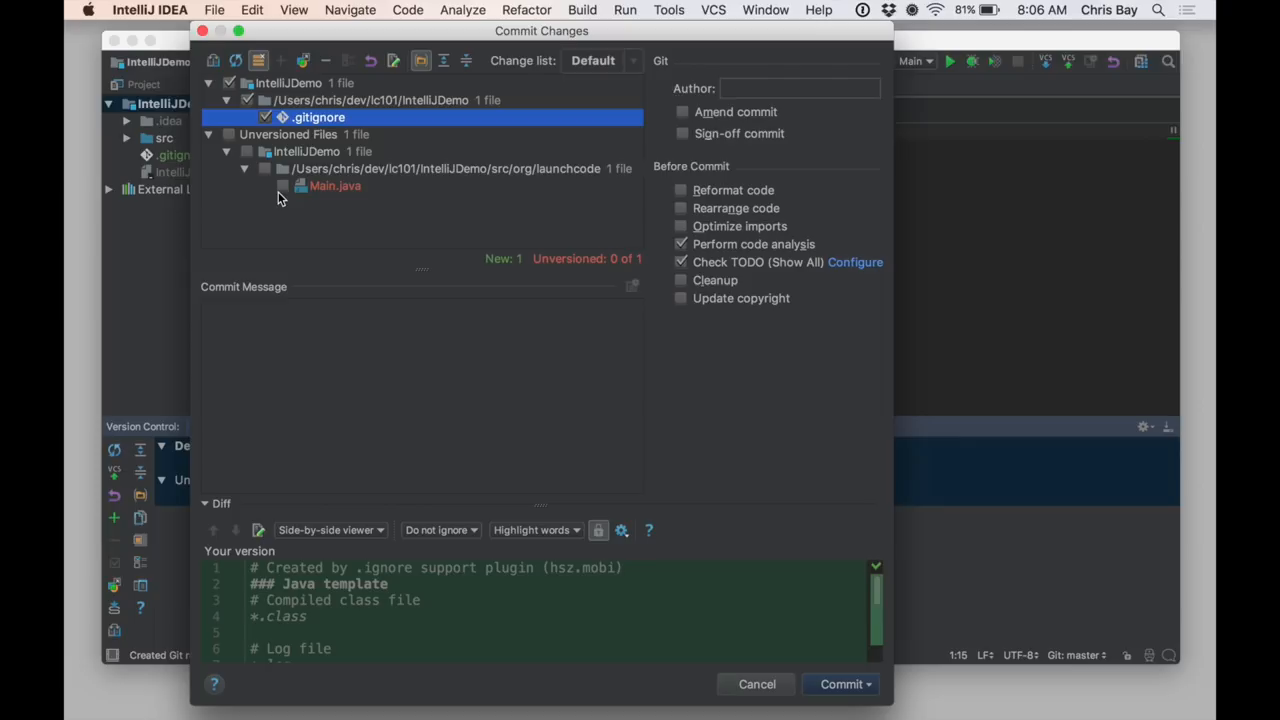 IntelliJ IDEA File Edit View Navigate Code Analyze Refactor Build Run Tools VCS Window Help 81% 8:06 AM Chris Bay
Commit Changes
IntelliJDemo
Main
Project
IntelliJDe
.idea
src
.gitign
IntelliJ
External L
Change list: Default
IntelliJDemo 1 file
/Users/chris/dev/lc101/IntelliJDemo 1 file
.gitignore
Unversioned Files 1 file
IntelliJDemo 1 file
/Users/chris/dev/lc101/IntelliJDemo/src/org/launchcode 1 file
Main.java
New: 1 Unversioned: 0 of 1
Commit Message
Git
Author:
Amend commit
Sign-off commit
Before Commit
Reformat code
Rearrange code
Optimize imports
Perform code analysis
Check TODO (Show All) Configure
Cleanup
Update copyright
Version Control:
VCS
De
Un
Diff
Side-by-side viewer Do not ignore Highlight words ?
Your version
1 # Created by .ignore support plugin (hsz.mobi)
2 ### Java template
3 # Compiled class file
4 *.class
5
6 # Log file
? Cancel Commit
Created Git r
1:15 LF UTF-8 Git: master